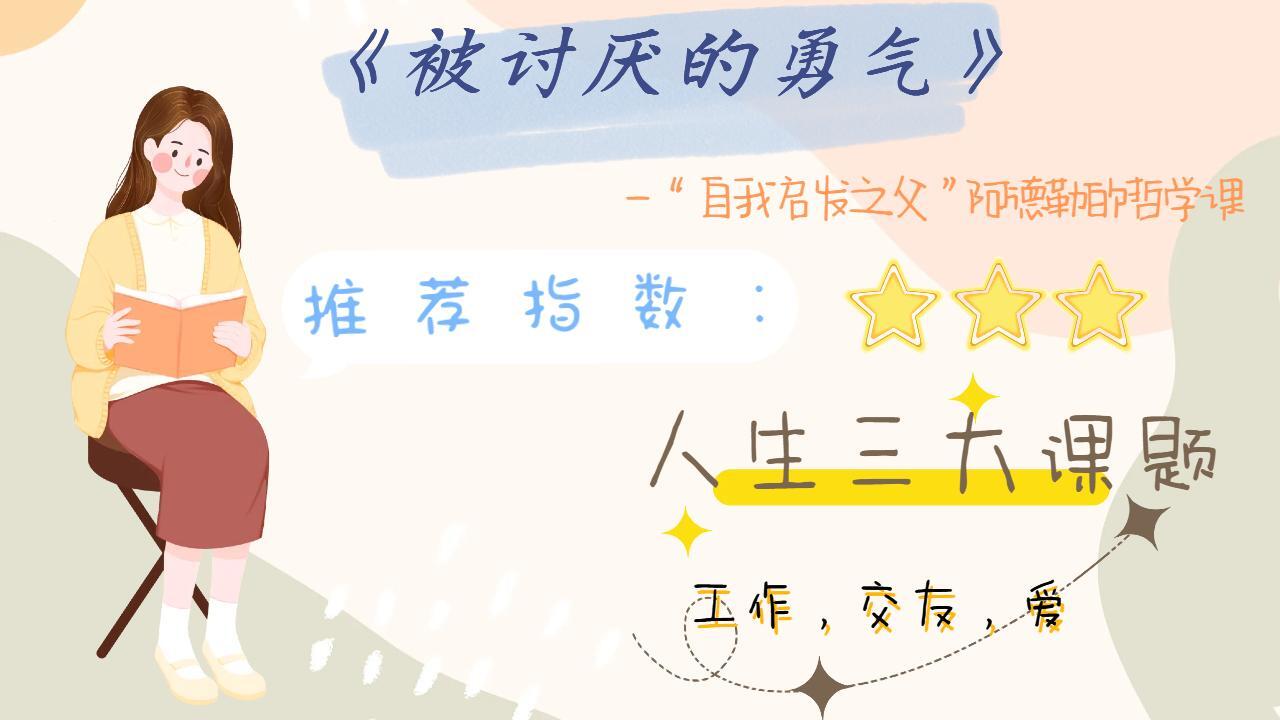 《被讨厌的勇气》
–“自我启发之父”阿德勒的哲学课
推荐指数：
人生三大课题
工作，交友，爱